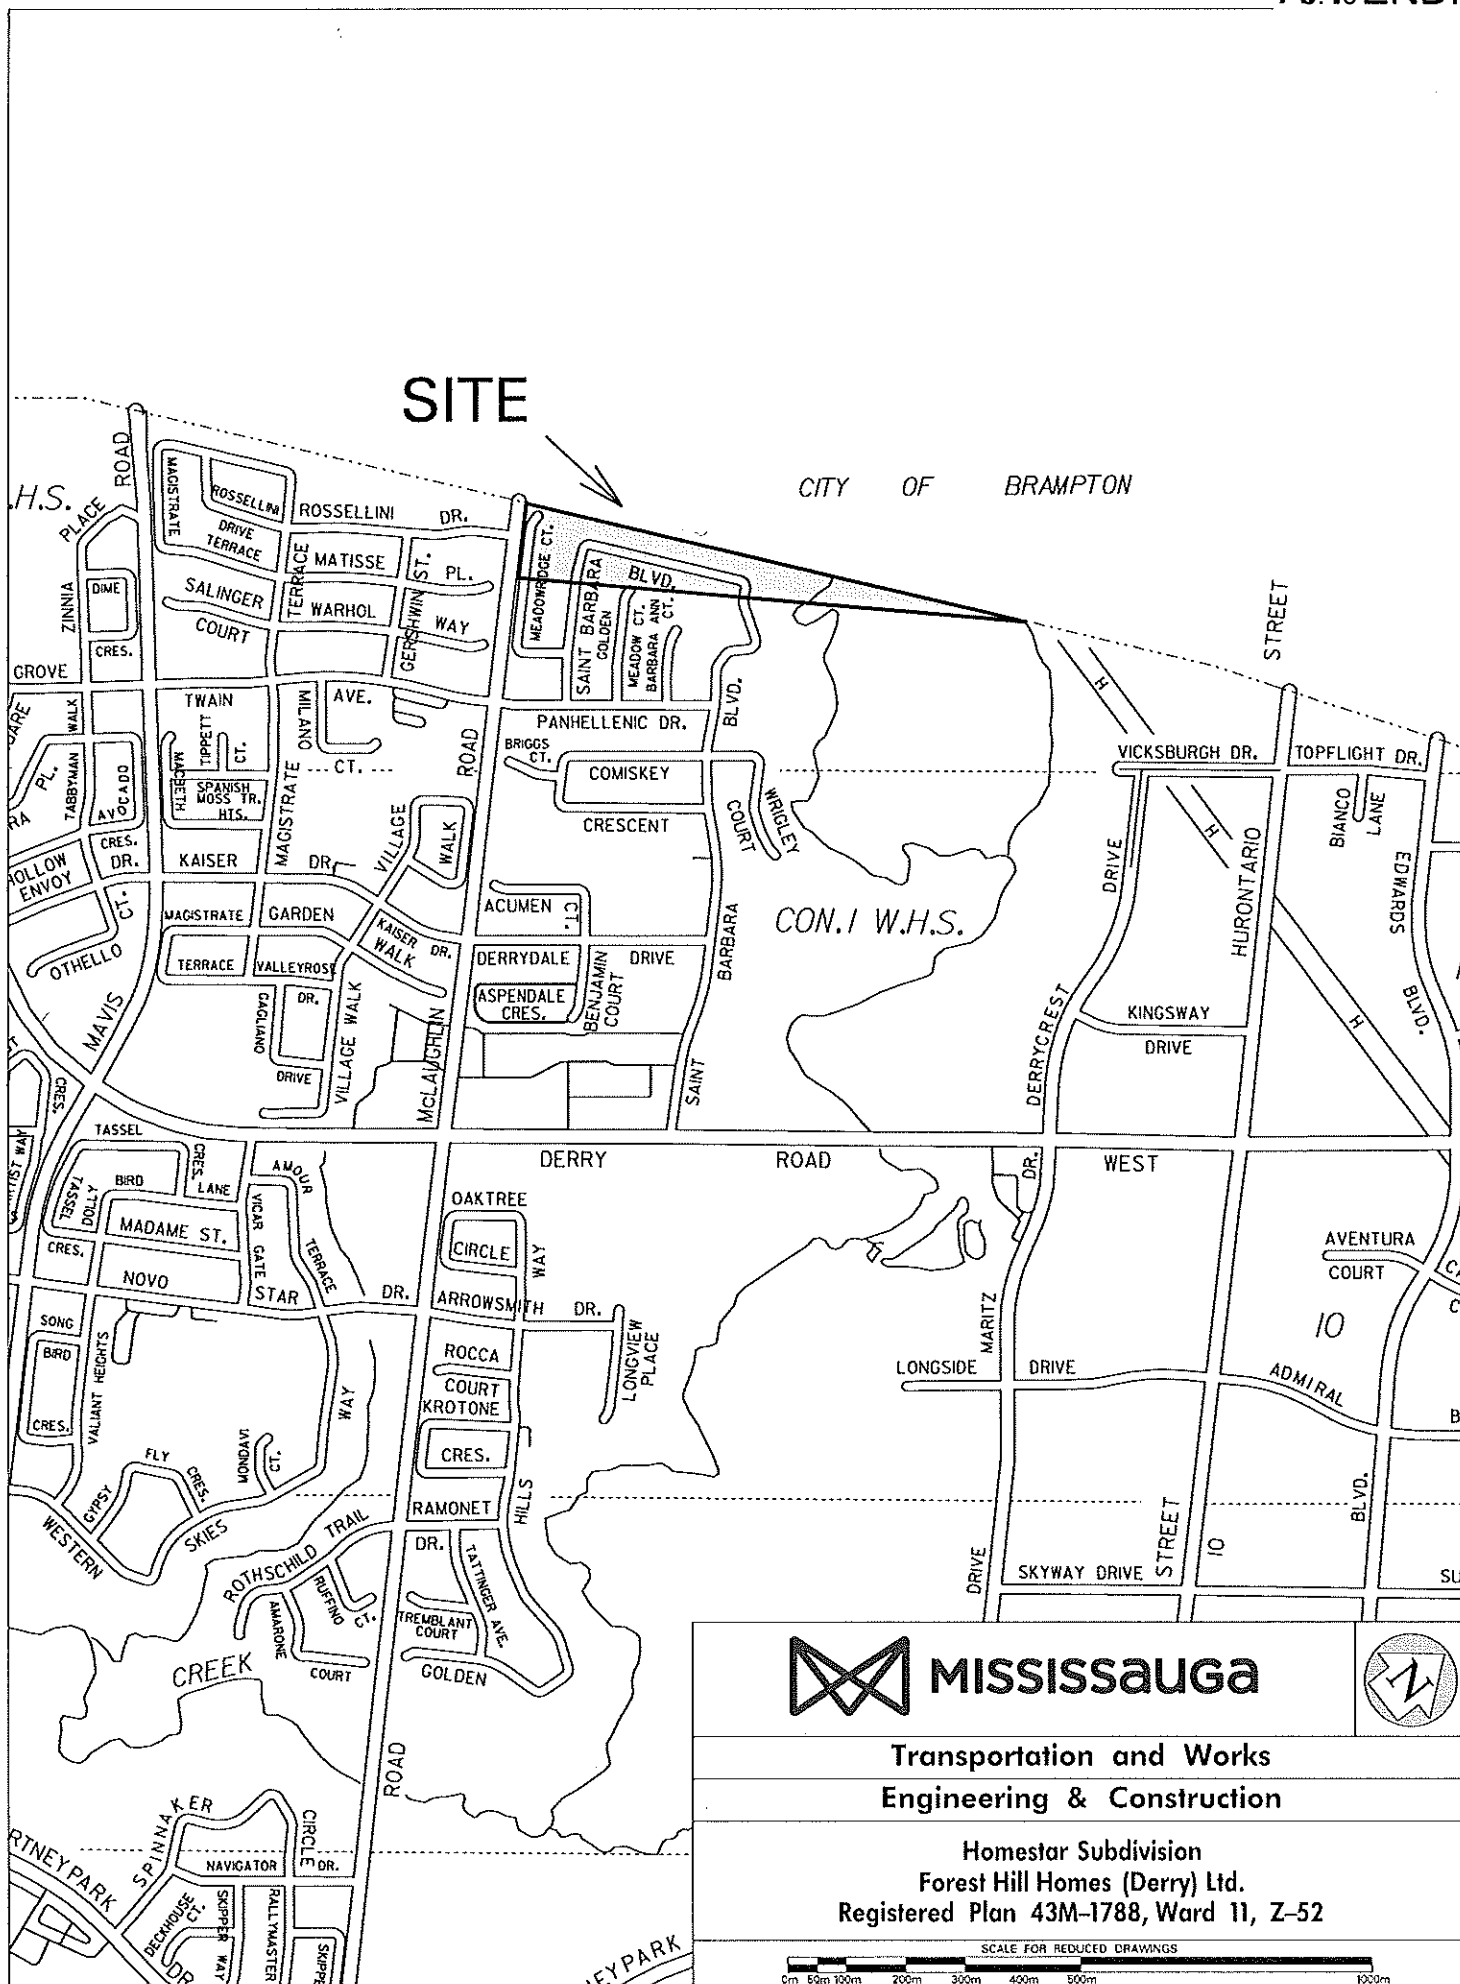 SITE
CITY OF BRAMPTON
.H.S.
PLACE
ROAD
MAGISTRATE
ROSSELLINI
ROSSELLINI DR.
DRIVE
TERRACE
TERRACE
MATISSE
PL.
GERSHWIN ST.
MEADOWRIDGE CT.
BLVD.
ZINNIA
DIME
CRES.
SALINGER
COURT
WARHOL
WAY
SAINT BARBARA
GOLDEN
MEADOW CT.
BARBARA ANN
CT.
STREET
GROVE
TWAIN
AVE.
MILANO
CT.
PANHELLENIC DR.
BLVD.
H
WALK
TIPPETT
CT.
MACBETH
SPANISH
MOSS TR.
HTS.
ROAD
BRIGGS
CT.
COMISKEY
CRESCENT
WRIGLEY
COURT
VICKSBURGH DR.
TOPFLIGHT DR.
PL.
TABBYMAN
AVOCADO
CRES.
MAGISTRATE
VILLAGE
WALK
BIANCO
LANE
H
HOLLOW
ENVOY
DR.
KAISER
DR.
DRIVE
HURONTARIO
EDWARDS
BLVD.
CT.
OTHELLO
MAGISTRATE
GARDEN
KAISER
WALK
DR.
ACUMEN
CT.
BARBARA
CON.1 W.H.S.
TERRACE
VALLEYROSE
DR.
DERRYDALE
DRIVE
ASPENDALE
CRES.
BENJAMIN
COURT
MAVIS
GAGLIANO
DRIVE
VILLAGE WALK
McLAUGHLIN
SAINT
DERRYCREST
KINGSWAY
DRIVE
H
CRES.
TASSEL
DERRY ROAD WEST
DR.
TASSEL
DOLLY
BIRD
CRES.
LANE
AMOUR
TERRACE
OAKTREE
CIRCLE
WAY
MADAME ST.
VICAR GATE
CRES.
NOVO
STAR
DR.
ARROWSMITH DR.
AVENTURA
COURT
SONG
BIRD
CRES.
VALIANT HEIGHTS
ROCCA
COURT
LONGVIEW
PLACE
MARITZ
10
LONGSIDE
DRIVE
ADMIRAL
KROTONE
CRES.
WAY
MONDAVI
CT.
FLY
CRES.
GYPSY
WESTERN
SKIES
RAMONET
DR.
HILLS
STREET
10
BLVD.
ROTHSCHILD
TRAIL
RUFFINO
CT.
AMARONE
COURT
TATTINGER AVE.
TREMBLANT
COURT
GOLDEN
DRIVE
SKYWAY DRIVE
CREEK
ROAD
MISSISSAUGA
N
Transportation and Works
Engineering & Construction
SPINNAKER
CIRCLE
NAVIGATOR
DR.
RTNEYPARK
DECKHOUSE
CT.
SKIPPER WAY
RALLYMASTER
DR
EYPARK
Homestar Subdivision
Forest Hill Homes (Derry) Ltd.
Registered Plan 43M-1788, Ward 11, Z-52
SCALE FOR REDUCED DRAWINGS
0m 50m 100m 200m 300m 400m 500m 1000m